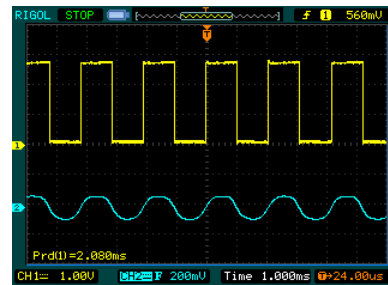 RIGOL STOP T f 1 560mV
T
1
2
Prd(1)=2.080ms
CH1 1.00V CH2 F 200mV Time 1.000ms T→24.00us